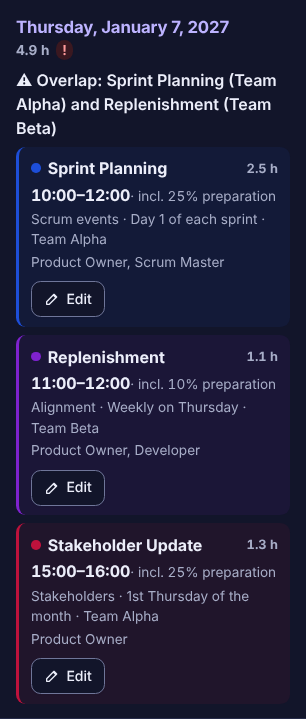 Thursday, January 7, 2027
4.9 h !
⚠ Overlap: Sprint Planning (Team
Alpha) and Replenishment (Team
Beta)
Sprint Planning 2.5 h
10:00–12:00· incl. 25% preparation
Scrum events · Day 1 of each sprint ·
Team Alpha
Product Owner, Scrum Master
Edit
Replenishment 1.1 h
11:00–12:00· incl. 10% preparation
Alignment · Weekly on Thursday ·
Team Beta
Product Owner, Developer
Edit
Stakeholder Update 1.3 h
15:00–16:00· incl. 25% preparation
Stakeholders · 1st Thursday of the
month · Team Alpha
Product Owner
Edit